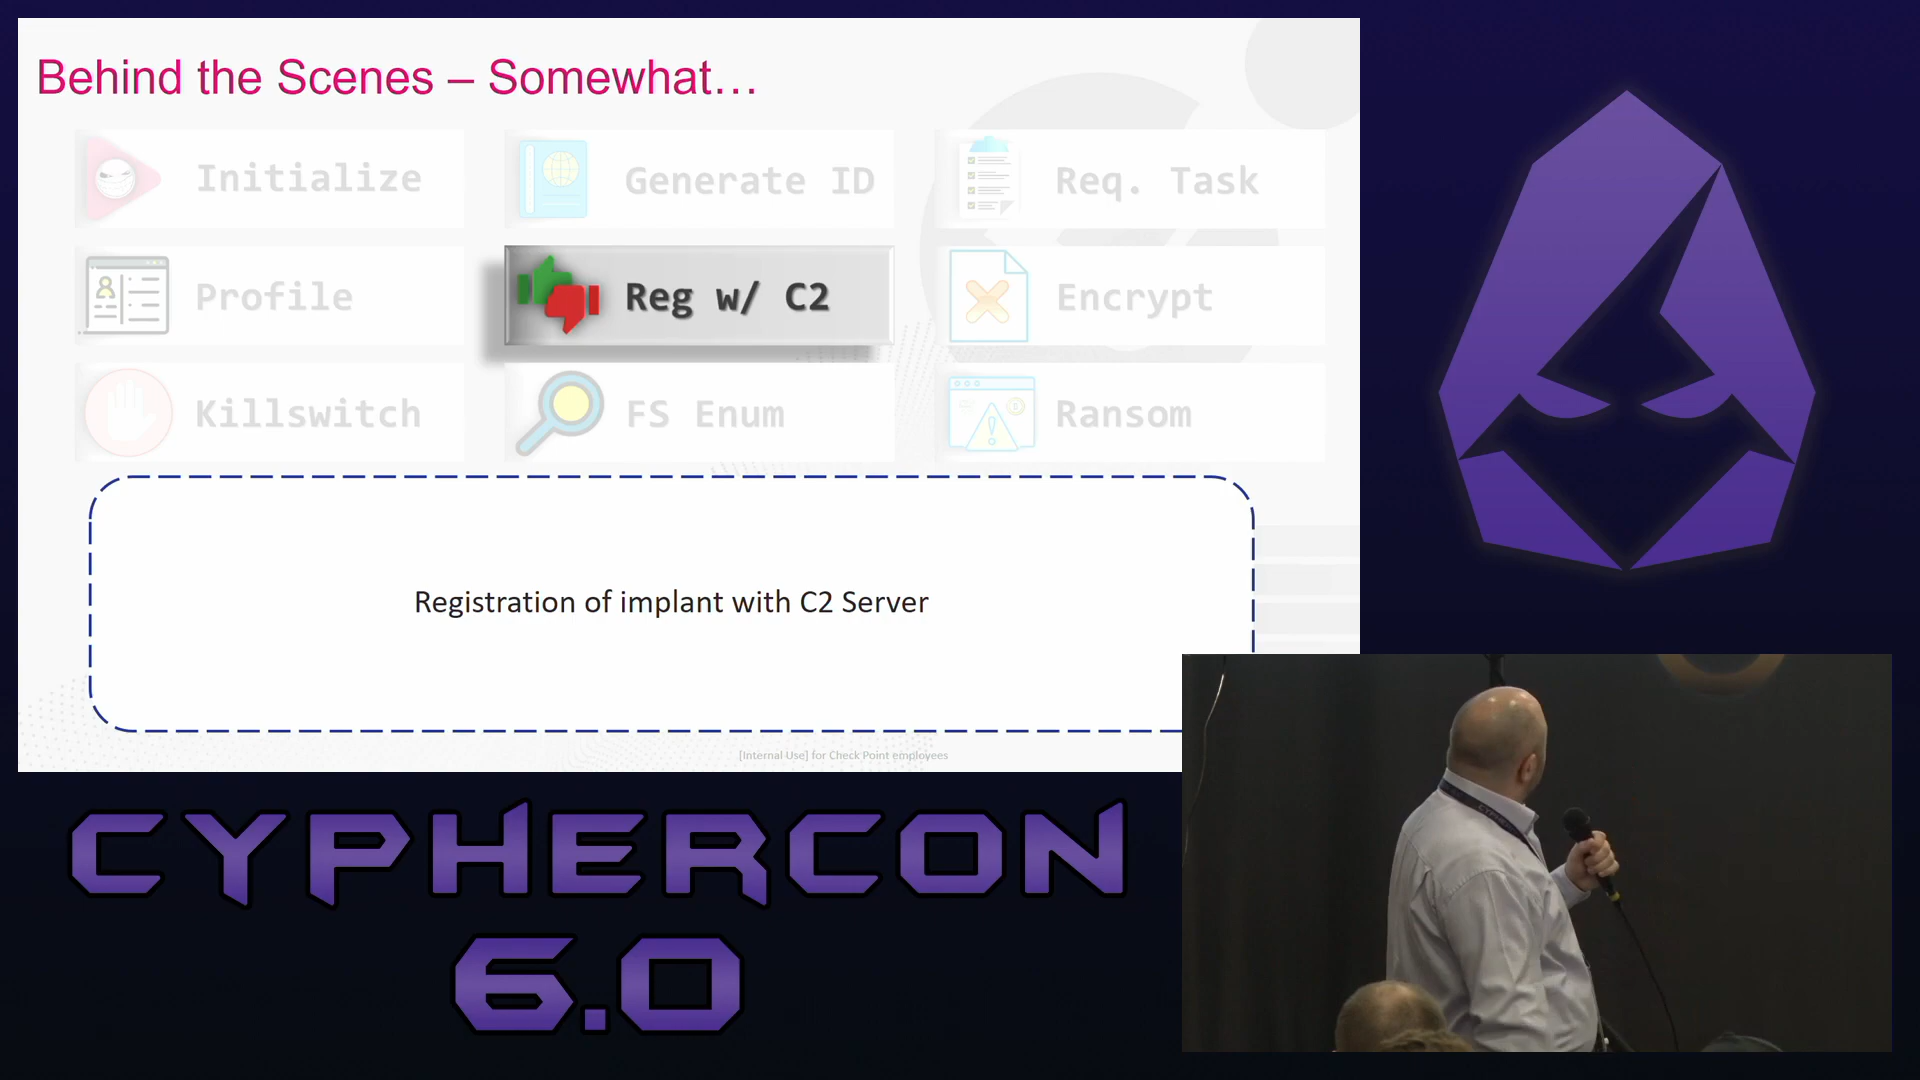 Behind the Scenes – Somewhat…
Initialize
Generate ID
Req. Task
Profile
Reg w/ C2
Encrypt
Killswitch
FS Enum
Ransom
Registration of implant with C2 Server
[Internal Use] for Check Point employees
CYPHERCON
6.0